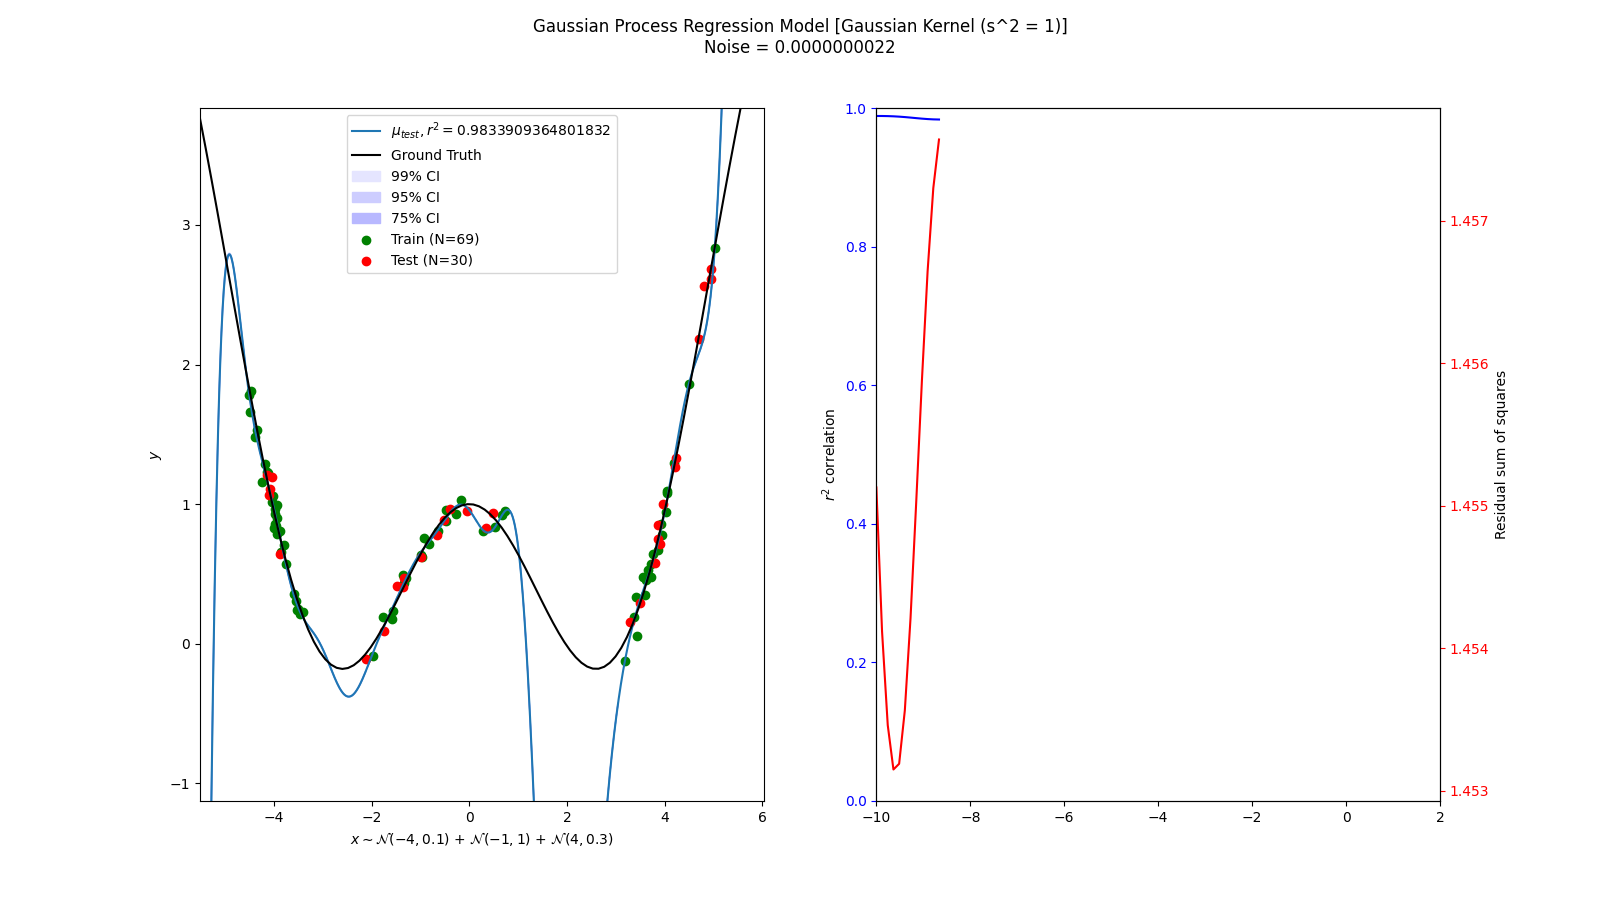 Gaussian Process Regression Model [Gaussian Kernel (s^2 = 1)]
Noise = 0.0000000022
μ_test, r² = 0.9833909364801832
Ground Truth
99% CI
95% CI
75% CI
Train (N=69)
Test (N=30)
y
3
2
1
0
−1
−4
−2
0
2
4
6
x ∼ 𝒩(−4, 0.1) + 𝒩(−1, 1) + 𝒩(4, 0.3)
r² correlation
1.0
0.8
0.6
0.4
0.2
0.0
−10
−8
−6
−4
−2
0
2
1.457
1.456
1.455
1.454
1.453
Residual sum of squares